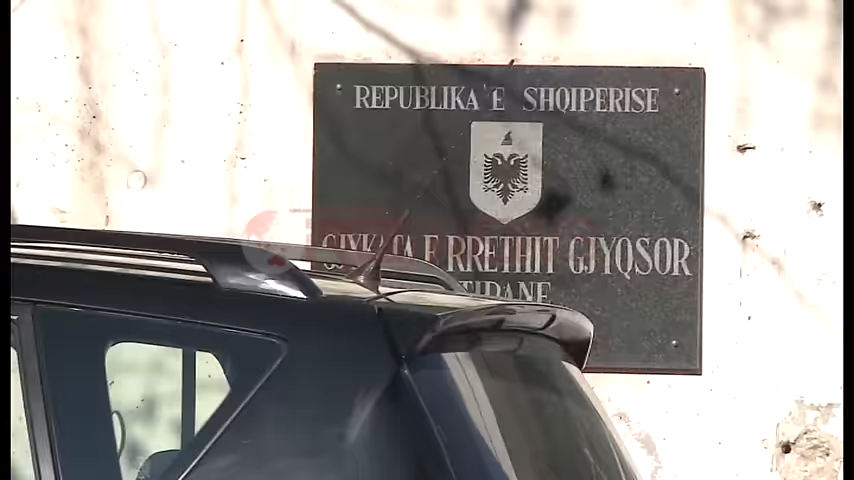 REPUBLIKA E SHQIPERISE
GJYKATA E RRETHIT GJYQSOR